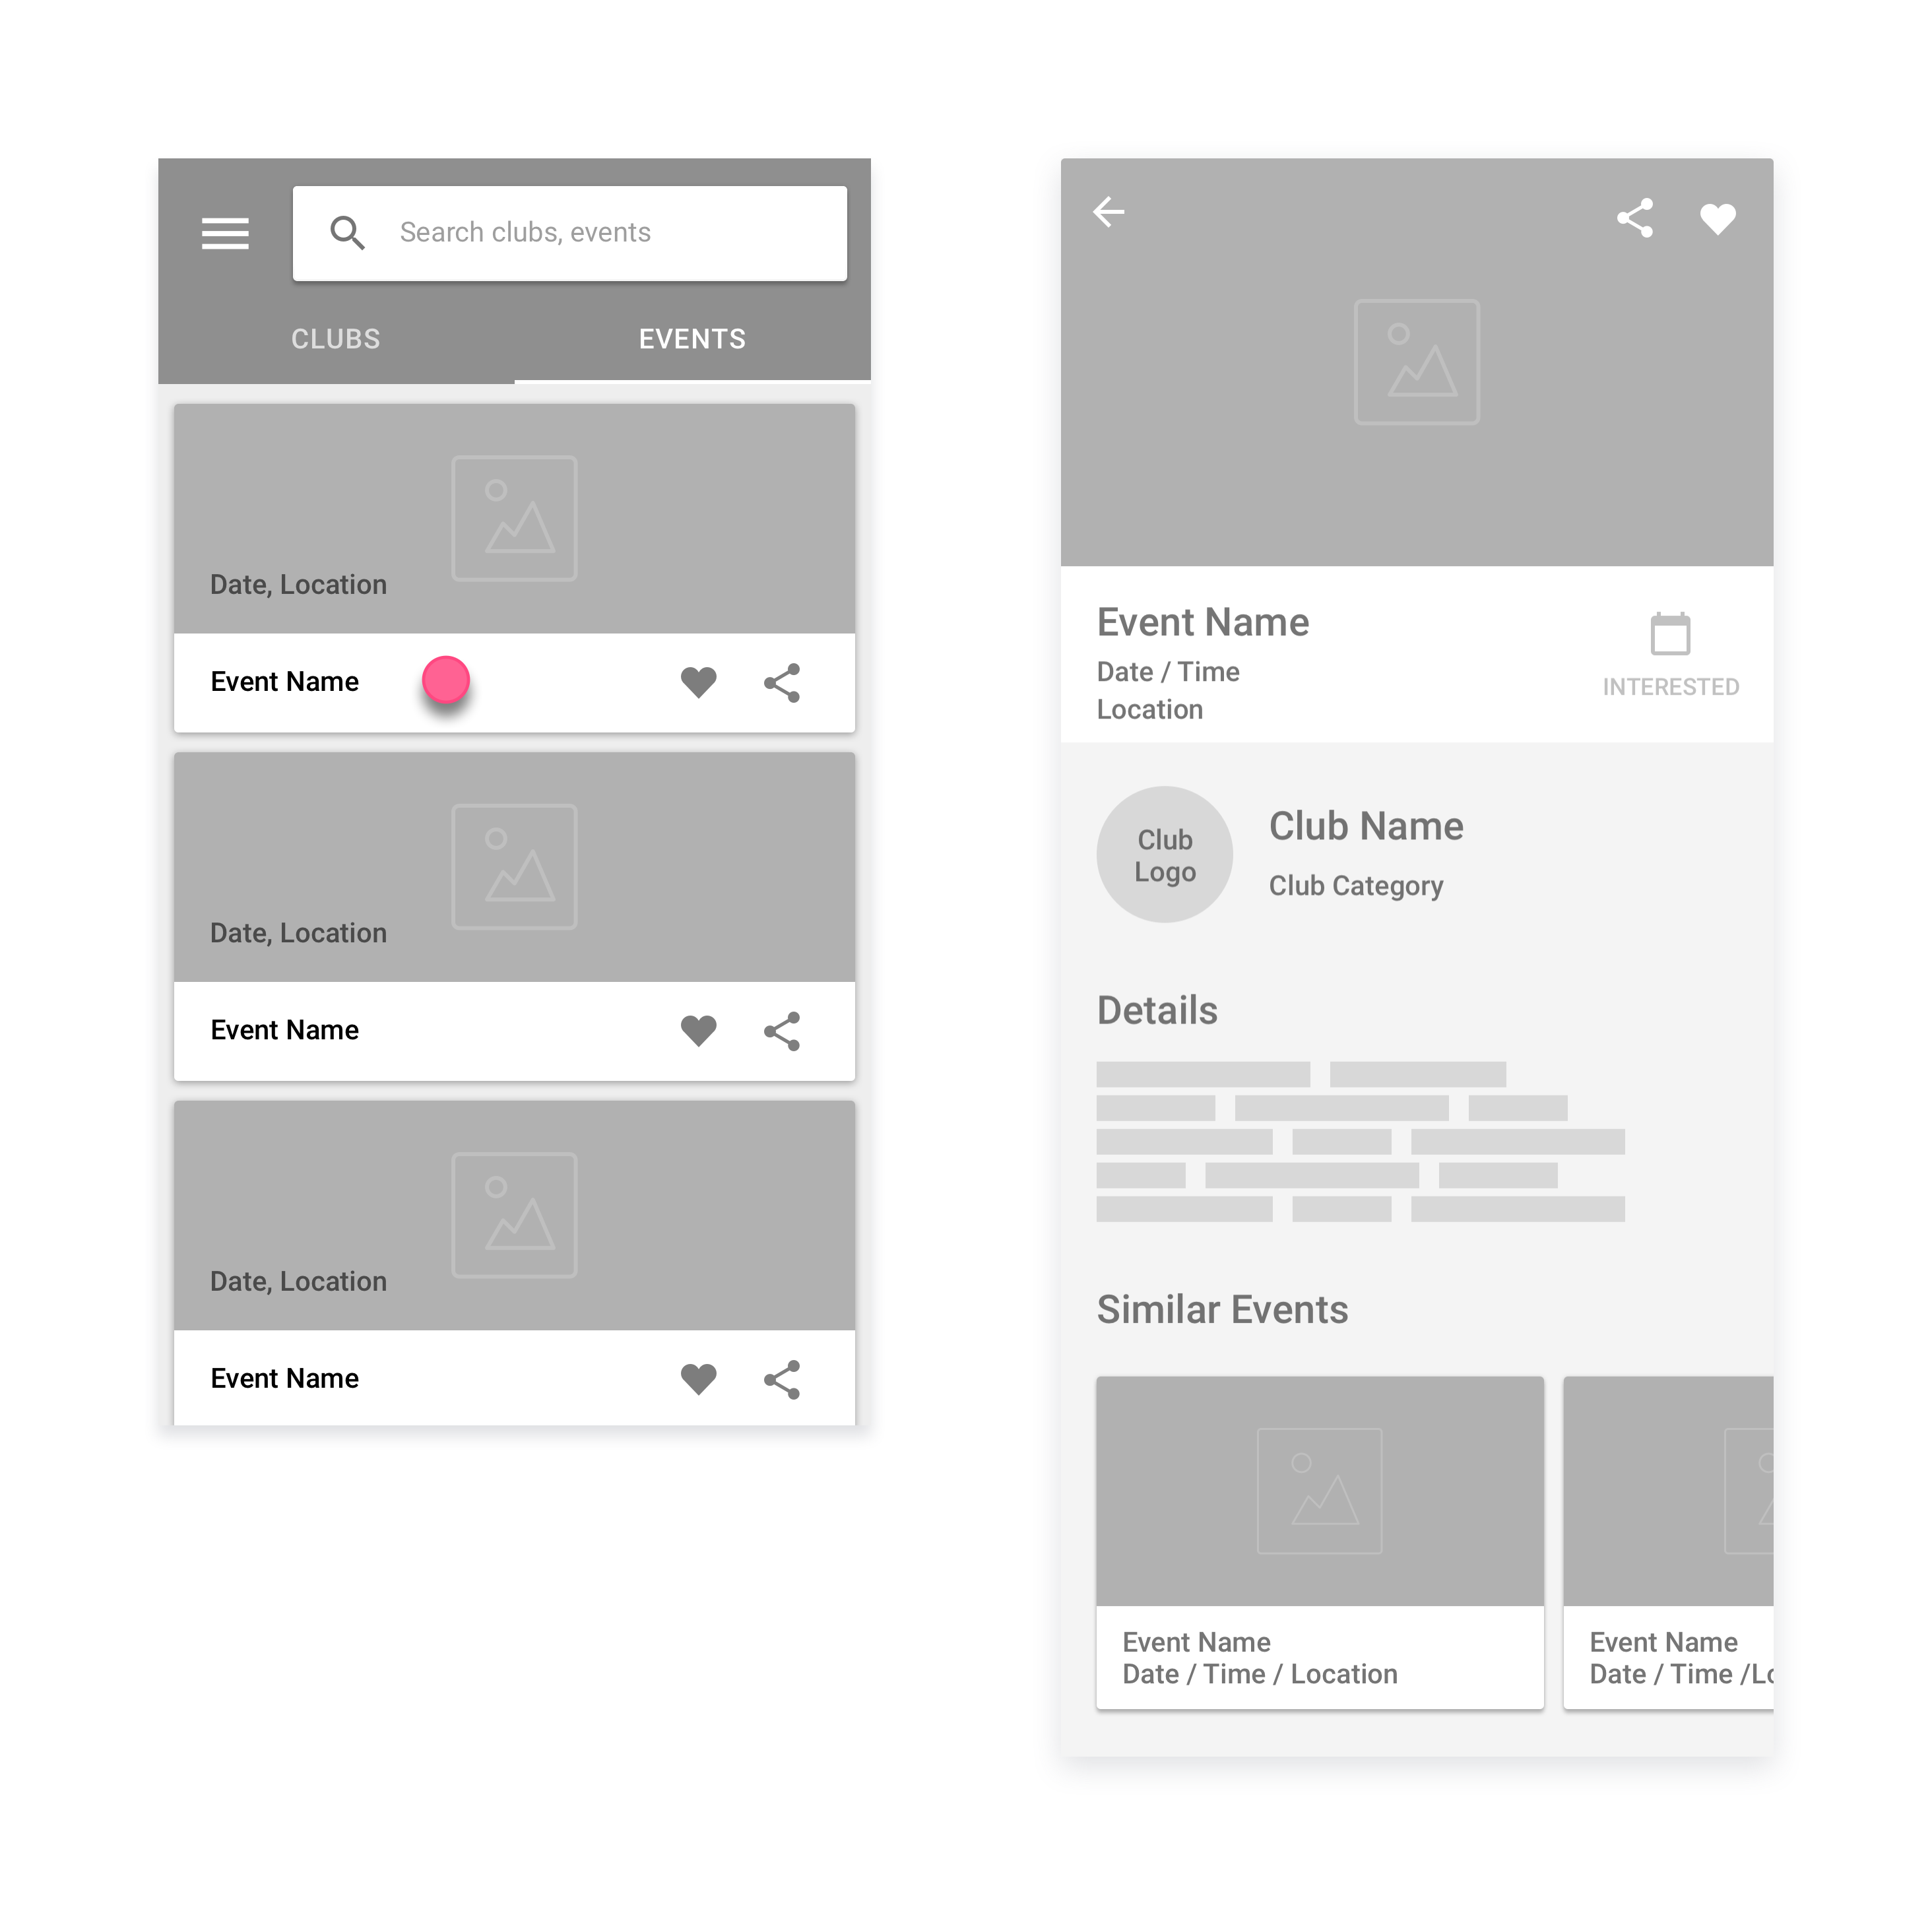 Search clubs, events
CLUBS
EVENTS
Date, Location
Event Name
Date, Location
Event Name
Date, Location
Event Name
Event Name
Date / Time
Location
INTERESTED
Club
Logo
Club Name
Club Category
Details
Similar Events
Event Name
Date / Time / Location
Event Name
Date / Time /Lo